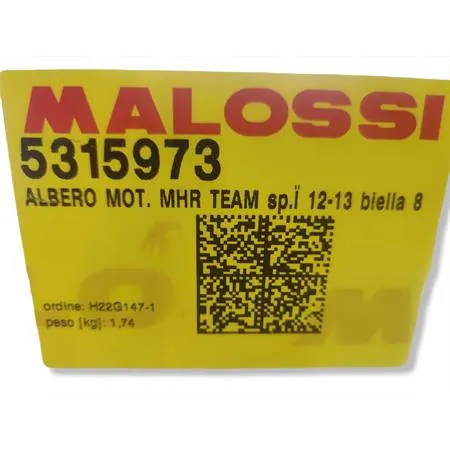 MALOSSI
5315973
ALBERO MOT. MHR TEAM sp.Ï 12-13 biella 8
ordine: H22G147-1
peso [kg]: 1,74